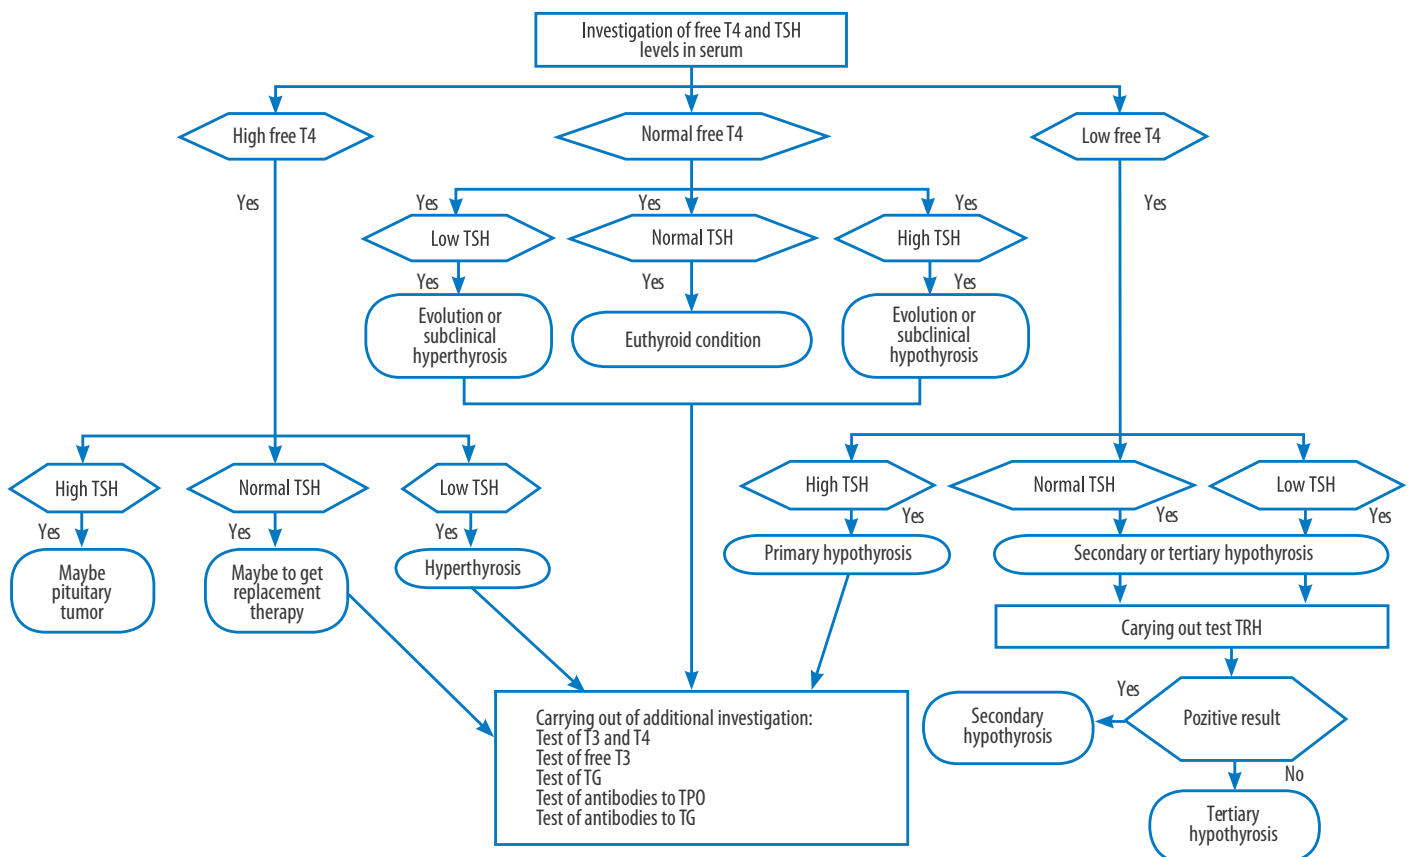 Investigation of free T4 and TSH
levels in serum
High free T4
Normal free T4
Low free T4
Yes
Yes
Yes
Yes
Yes
Low TSH
Normal TSH
High TSH
Yes
Yes
Yes
Evolution or
subclinical
hyperthyrosis
Euthyroid condition
Evolution or
subclinical
hypothyrosis
High TSH
Normal TSH
Low TSH
High TSH
Normal TSH
Low TSH
Yes
Yes
Yes
Yes
Yes
Yes
Maybe
pituitary
tumor
Maybe to get
replacement
therapy
Hyperthyrosis
Primary hypothyrosis
Secondary or tertiary hypothyrosis
Carying out test TRH
Carrying out of additional investigation:
Test of T3 and T4
Test of free T3
Test of TG
Test of antibodies to TPO
Test of antibodies to TG
Yes
Secondary
hypothyrosis
Pozitive result
No
Tertiary
hypothyrosis